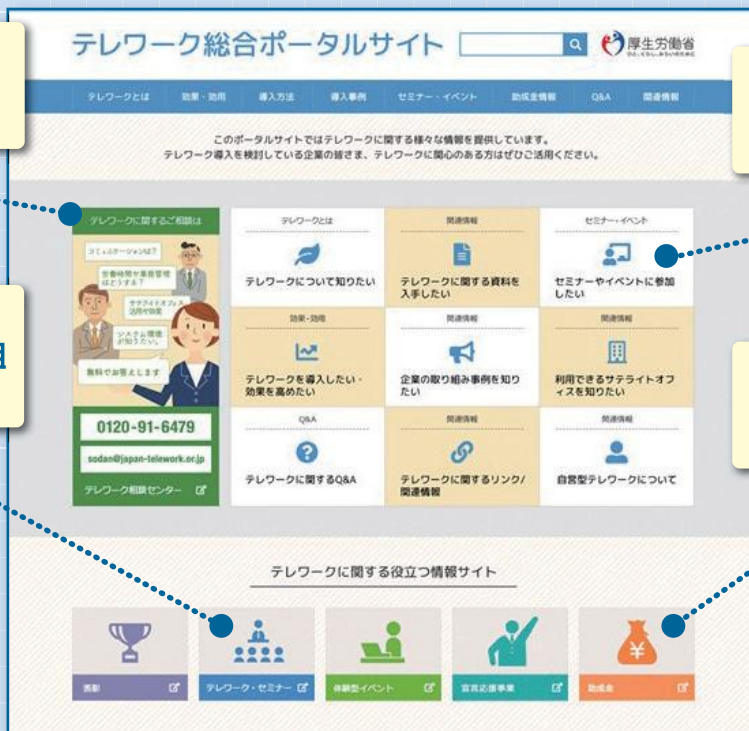 テレワーク総合ポータルサイト
厚生労働省
ひと、くらし、みらいのために
テレワークとは
効果・効用
導入方法
導入事例
セミナー・イベント
助成金情報
Q&A
関連情報
このポータルサイトではテレワークに関する様々な情報を提供しています。
テレワーク導入を検討している企業の皆さま、テレワークに関心のある方はぜひご活用ください。
テレワークに関するご相談は
コミュニケーションは?
労働時間や業務管理
はどうする?
サテライトオフィス
活用や効果
システム環境
が知りたい。
無料でお答えします
0120-91-6479
sodan@japan-telework.or.jp
テレワーク相談センター
テレワークとは
テレワークについて知りたい
関連情報
テレワークに関する資料を
入手したい
セミナー・イベント
セミナーやイベントに参加
したい
効果・効用
テレワークを導入したい・
効果を高めたい
関連情報
企業の取り組み事例を知り
たい
関連情報
利用できるサテライトオフ
ィスを知りたい
Q&A
テレワークに関するQ&A
関連情報
テレワークに関するリンク/
関連情報
関連情報
自営型テレワークについて
テレワークに関する役立つ情報サイト
表彰
テレワーク・セミナー
体験型イベント
宣言応援事業
助成金